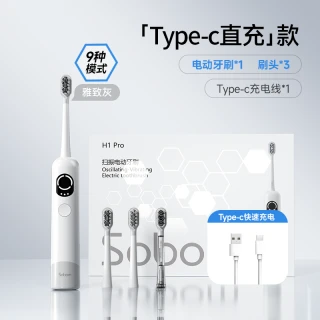 「Type-c直充」款
9种
模式
电动牙刷*1 刷头*3
雅致灰
Type-c充电线*1
H1 Pro
扫振电动牙刷
Oscillating Vibrating
Electric Toothbrush
Soboo
Type-c快速充电